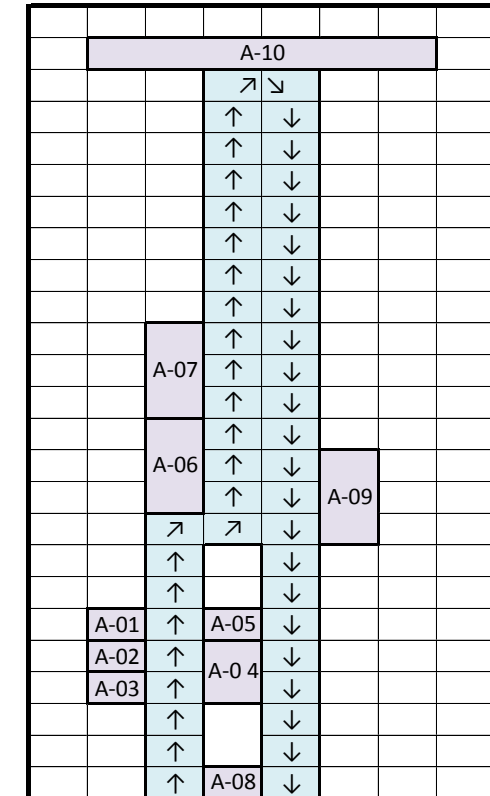 A-10
↗ ↘
↑ ↓
↑ ↓
↑ ↓
↑ ↓
↑ ↓
↑ ↓
↑ ↓
↑ ↓
A-07 ↑ ↓
↑ ↓
↑ ↓
A-06 ↑ ↓
↑ ↓ A-09
↗ ↗ ↓
↑ ↓
↑ ↓
A-01 ↑ A-05 ↓
A-02 ↑ A-0 4 ↓
A-03 ↑ ↓
↑ ↓
↑ ↓
↑ A-08 ↓